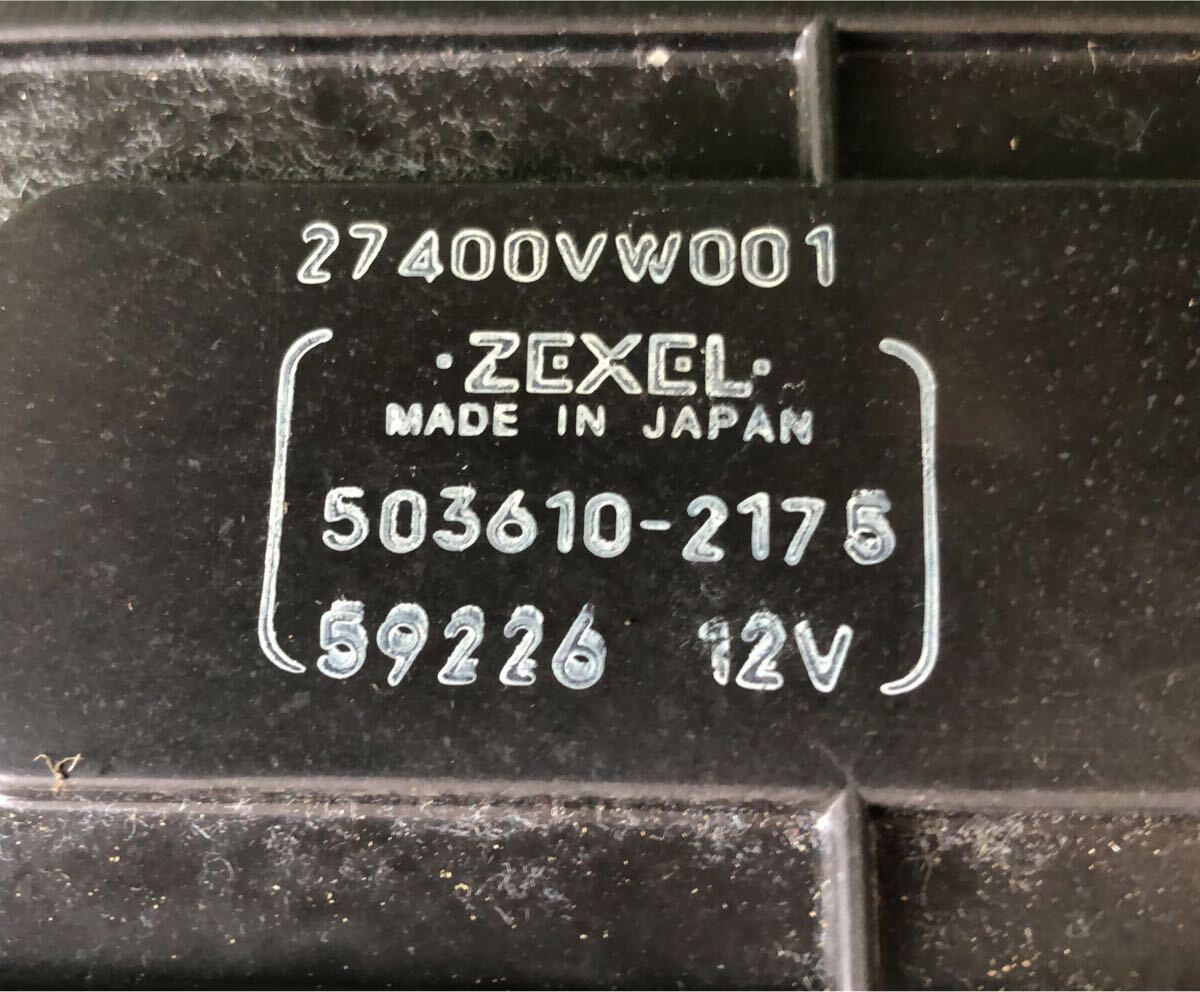 27400VW001
·ZEXEL·
MADE IN JAPAN
503610-2175
59226 12V